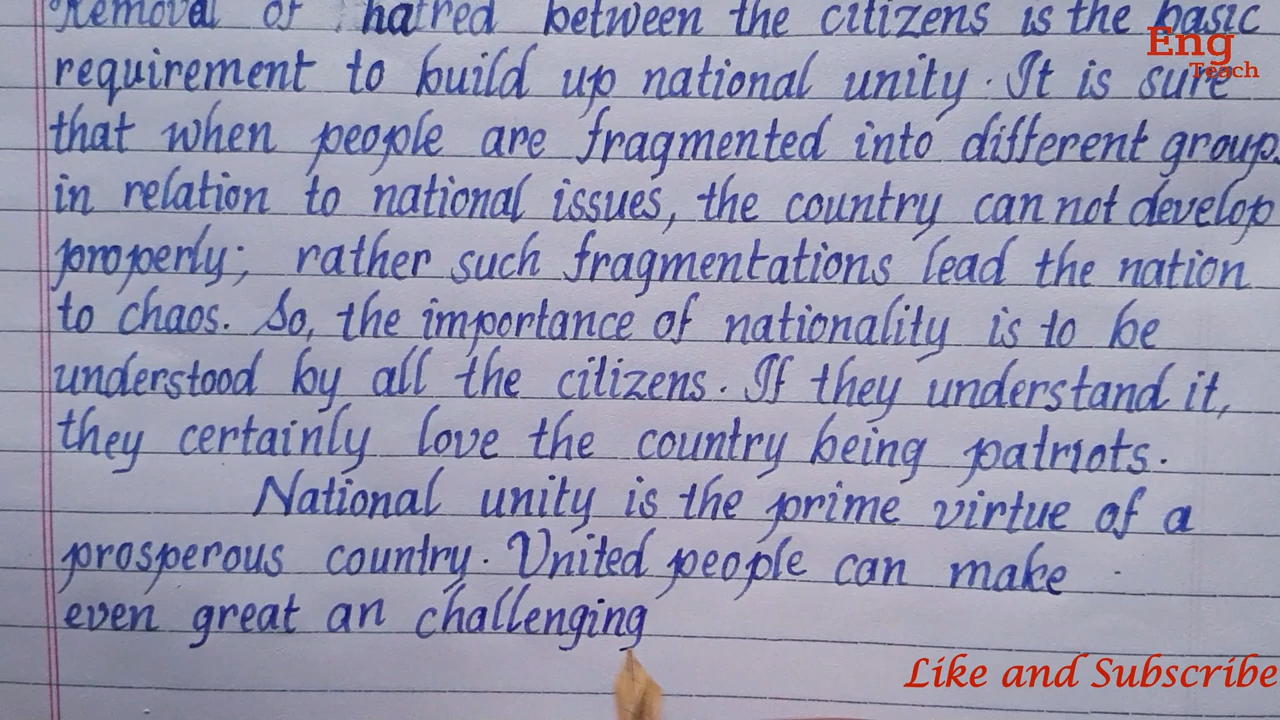 Removal of hatred between the citizens is the basic
Eng
Teach
requirement to build up national unity. It is sure
that when people are fragmented into different groups
in relation to national issues, the country can not develop
properly; rather such fragmentations lead the nation
to chaos. So, the importance of nationality is to be
understood by all the citizens. If they understand it,
they certainly love the country being patriots.
National unity is the prime virtue of a
prosperous country. United people can make
even great an challenging
Like and Subscribe